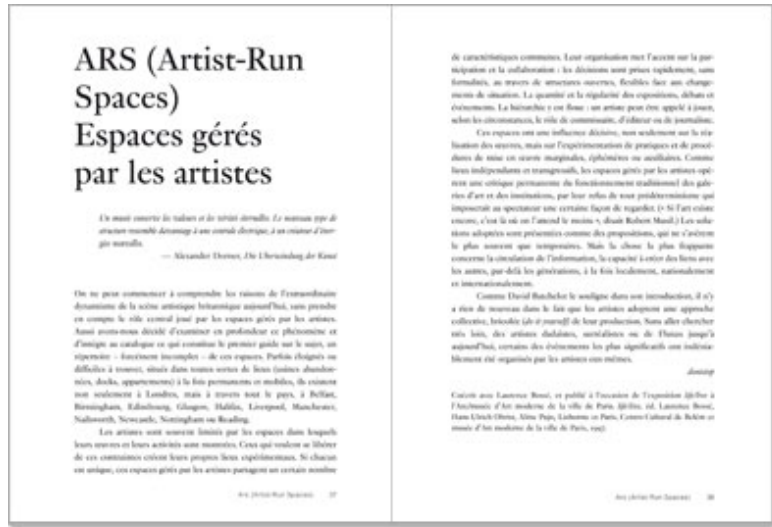 ARS (Artist-Run
Spaces)
Espaces gérés
par les artistes
Un musée conserve les valeurs et les vérités éternelles. Le nouveau type de
structure ressemble davantage à une centrale électrique, à un créateur d'éner-
gie nouvelle.
— Alexander Dorner, Die Überwindung der Kunst
On ne peut commencer à comprendre les raisons de l'extraordinaire
dynamisme de la scène artistique britannique aujourd'hui, sans prendre
en compte le rôle central joué par les espaces gérés par les artistes.
Aussi avons-nous décidé d'examiner en profondeur ce phénomène et
d'intégrer au catalogue ce qui constitue le premier guide sur le sujet, un
répertoire – forcément incomplet – de ces espaces. Parfois éloignés ou
difficiles à trouver, situés dans toutes sortes de lieux (usines abandon-
nées, docks, appartements) à la fois permanents et mobiles, ils existent
non seulement à Londres, mais à travers tout le pays, à Belfast,
Birmingham, Edimbourg, Glasgow, Halifax, Liverpool, Manchester,
Nailsworth, Newcastle, Nottingham ou Reading.
Les artistes sont souvent limités par les espaces dans lesquels
leurs œuvres et leurs activités sont montrées. Ceux qui veulent se libérer
de ces contraintes créent leurs propres lieux expérimentaux. Si chacun
est unique, ces espaces gérés par les artistes partagent un certain nombre
Ars (Artist-Run Spaces) 37
de caractéristiques communes. Leur organisation met l'accent sur la par-
ticipation et la collaboration : les décisions sont prises rapidement, sans
formalités, au travers de structures ouvertes, flexibles face aux change-
ments de situation. La quantité et la régularité des expositions, débats et
événements. La hiérarchie y est floue : un artiste peut être appelé à jouer,
selon les circonstances, le rôle de commissaire, d'éditeur ou de journaliste.
Ces espaces ont une influence décisive, non seulement sur la réa-
lisation des œuvres, mais sur l'expérimentation de pratiques et de procé-
dures de mise en œuvre marginales, éphémères ou auxiliaires. Comme
lieux indépendants et transgressifs, les espaces gérés par les artistes opè-
rent une critique permanente du fonctionnement traditionnel des gale-
ries d'art et des institutions, par leur refus de tout prédéterminisme qui
imposerait au spectateur une certaine façon de regarder. (« Si l'art existe
encore, c'est là où on l'attend le moins », disait Robert Musil.) Les solu-
tions adoptées sont présentées comme des propositions, qui ne s'avèrent
le plus souvent que temporaires. Mais la chose la plus frappante
concerne la circulation de l'information, la capacité à créer des liens avec
les autres, par-delà les générations, à la fois localement, nationalement
et internationalement.
Comme David Batchelor le souligne dans son introduction, il n'y
a rien de nouveau dans le fait que les artistes adoptent une approche
collective, bricolée (do it yourself) de leur production. Sans aller chercher
très loin, des artistes dadaïstes, surréalistes ou de Fluxus jusqu'à
aujourd'hui, certains des événements les plus significatifs ont indénia-
blement été organisés par les artistes eux-mêmes.
dontstop
Coécrit avec Laurence Bossé, et publié à l'occasion de l'exposition life/live à
l'Arc/musée d'Art moderne de la ville de Paris. life/live, éd. Laurence Bossé,
Hans Ulrich Obrist, Xème Paje, Lisbonne et Paris, Centro Cultural de Belém et
musée d'Art moderne de la ville de Paris, 1997.
Ars (Artist-Run Spaces) 38